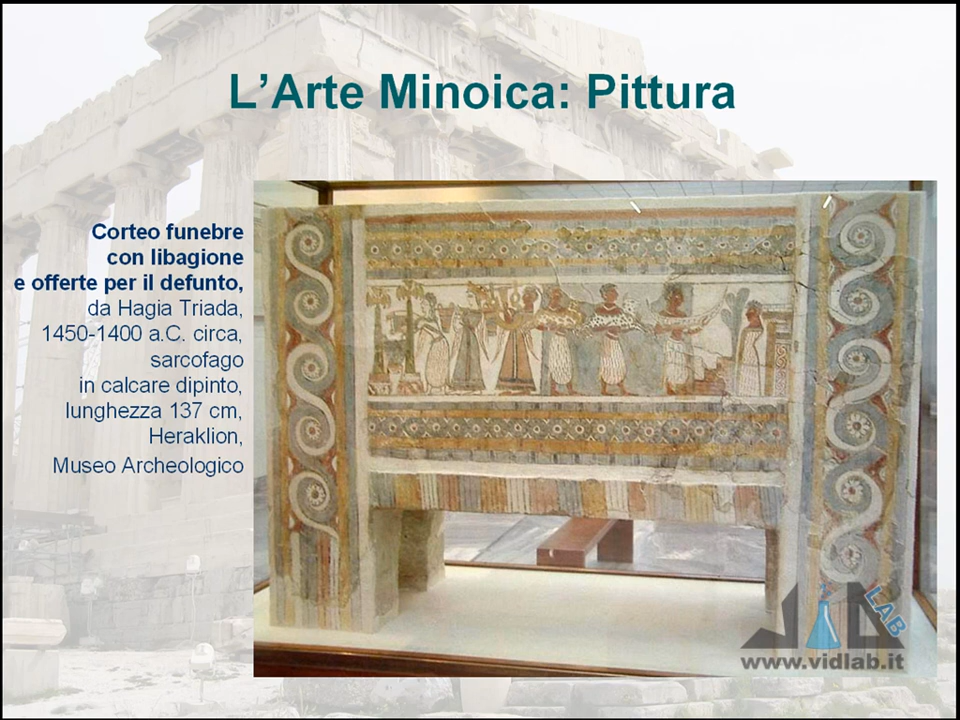 L’Arte Minoica: Pittura
Corteo funebre
con libagione
e offerte per il defunto,
da Hagia Triada,
1450-1400 a.C. circa,
sarcofago
in calcare dipinto,
lunghezza 137 cm,
Heraklion,
Museo Archeologico
LAB
www.vidlab.it